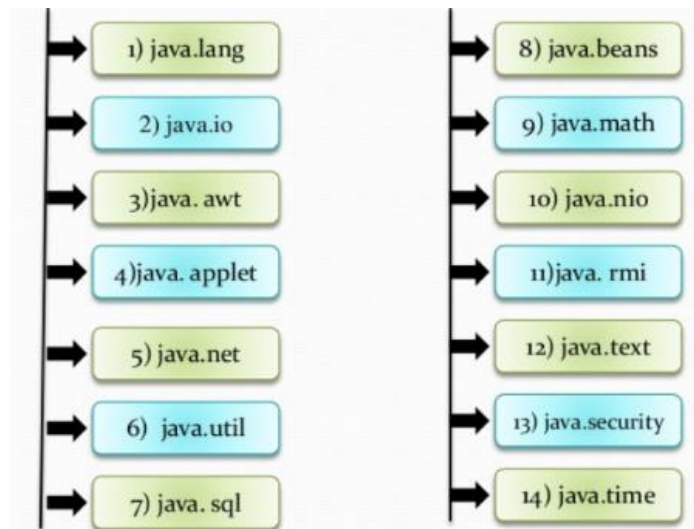 1) java.lang
2) java.io
3)java. awt
4)java. applet
5) java.net
6) java.util
7) java. sql
8) java.beans
9) java.math
10) java.nio
11)java. rmi
12) java.text
13) java.security
14) java.time